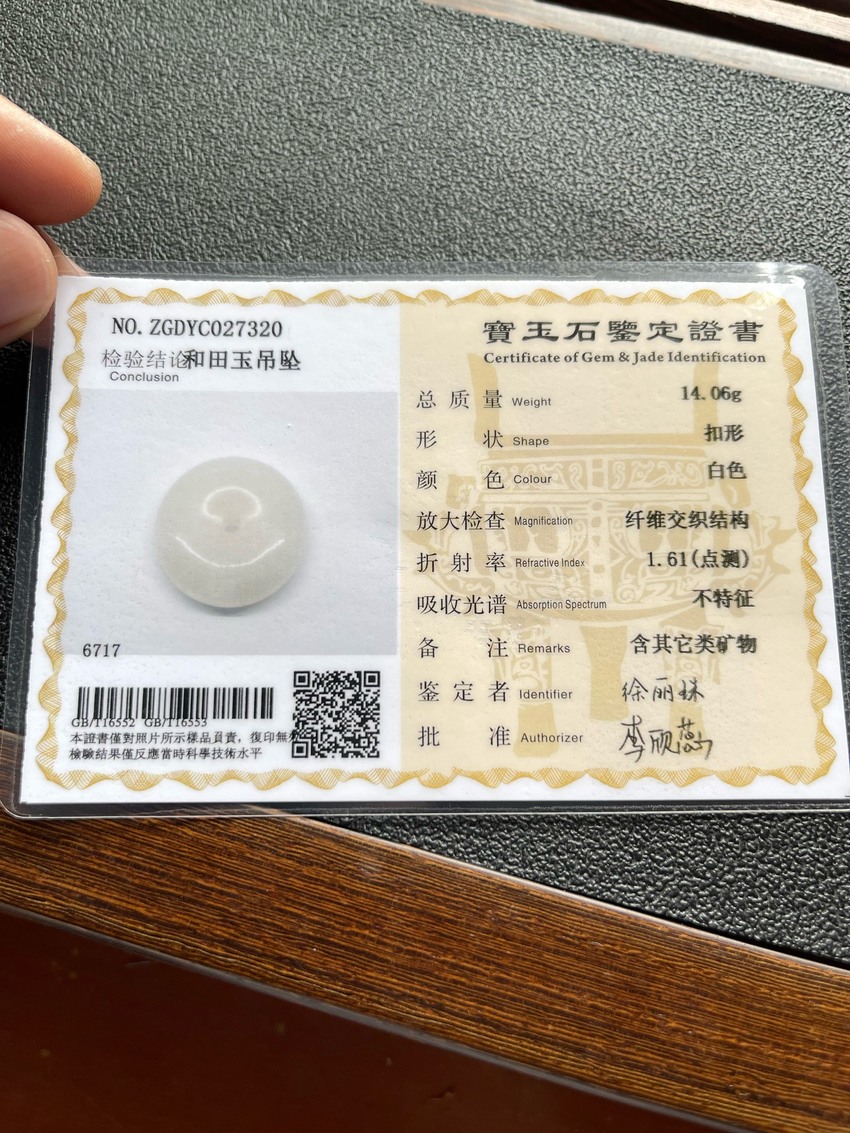 NO. ZGDYC027320
检验结论和田玉吊坠
Conclusion
6717
GB/T16552 GB/T16553
本證書僅對照片所示樣品負責，復印無
檢驗結果僅反應當時科學技術水平
寶玉石鑒定證書
Certificate of Gem & Jade Identification
总质量 Weight 14.06g
形状 Shape 扣形
颜色 Colour 白色
放大检查 Magnification 纤维交织结构
折射率 Refractive Index 1.61(点测)
吸收光谱 Absorption Spectrum 不特征
备注 Remarks 含其它类矿物
鉴定者 Identifier 徐丽珠
批准 Authorizer